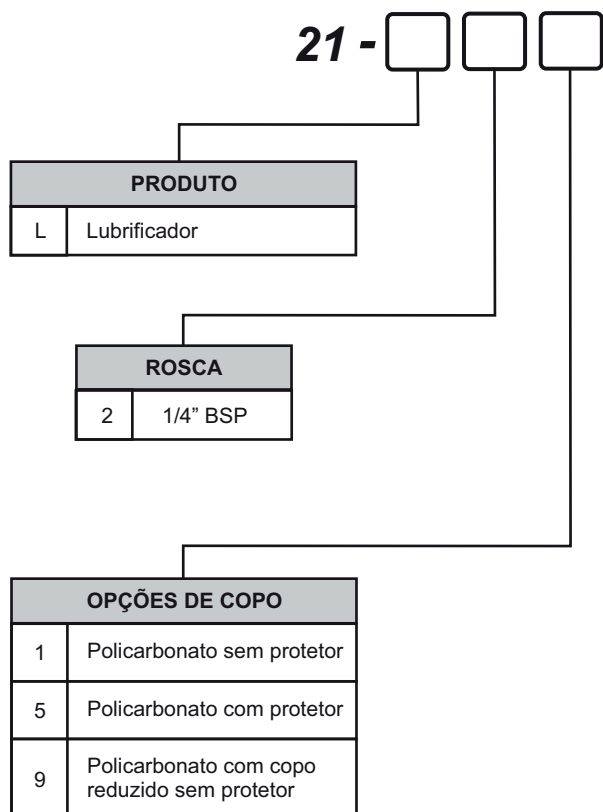 21 -
PRODUTO
L Lubrificador
ROSCA
2 1/4” BSP
OPÇÕES DE COPO
1 Policarbonato sem protetor
5 Policarbonato com protetor
9 Policarbonato com copo
reduzido sem protetor